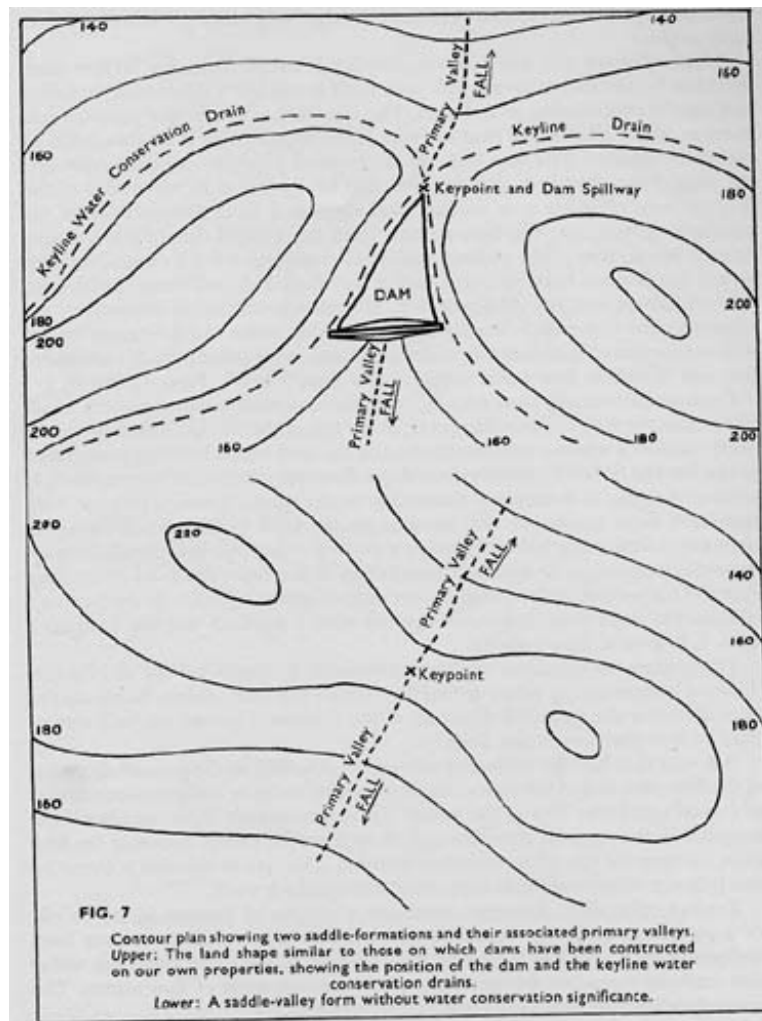 140
140
Primary Valley
FALL
160
Keyline Water Conservation Drain
Keyline Drain
160
Keypoint and Dam Spillway
180
DAM
200
180
200
Primary Valley
FALL
200
160
160
180
200
200
220
Primary Valley
FALL
140
160
Keypoint
180
180
Primary Valley
160
FALL
FIG. 7
Contour plan showing two saddle-formations and their associated primary valleys.
Upper: The land shape similar to those on which dams have been constructed
on our own properties, showing the position of the dam and the keyline water
conservation drains.
Lower: A saddle-valley form without water conservation significance.